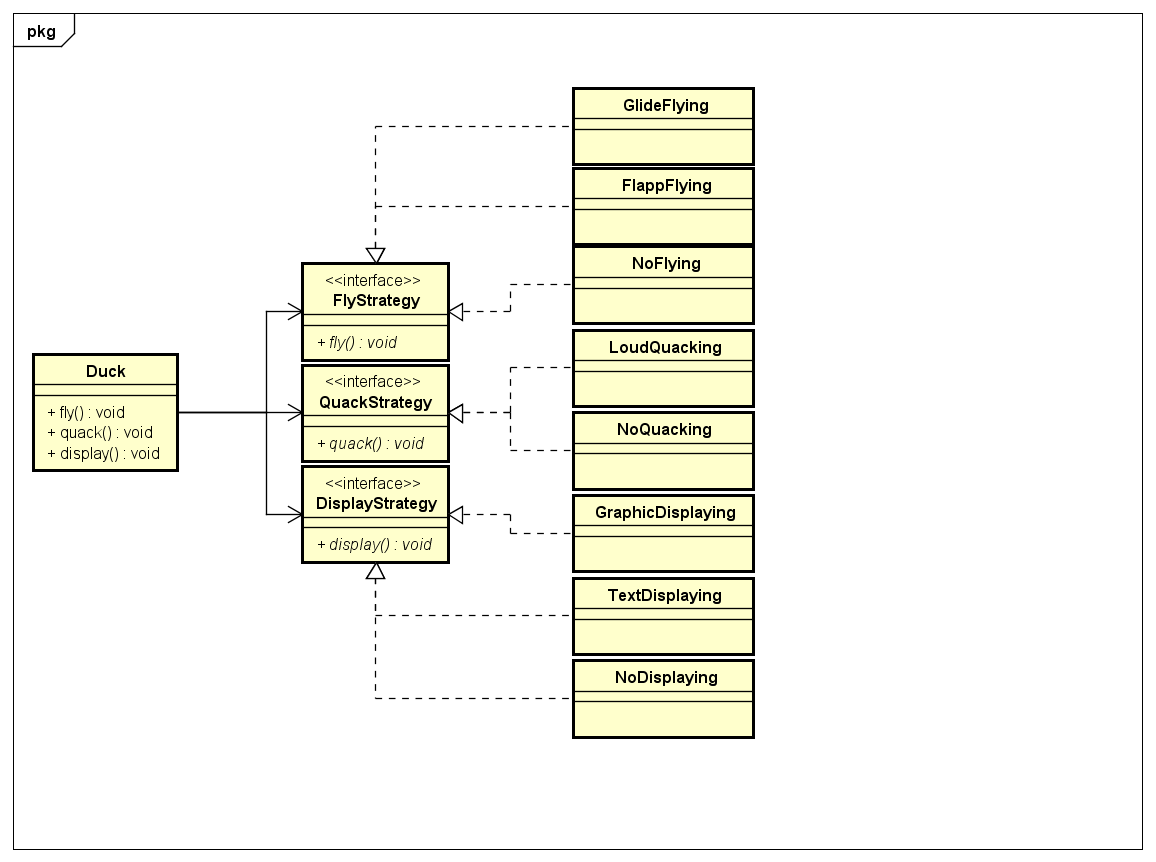 pkg
GlideFlying
FlappFlying
NoFlying
<<interface>>
FlyStrategy
+ fly() : void
LoudQuacking
Duck
+ fly() : void
+ quack() : void
+ display() : void
<<interface>>
QuackStrategy
+ quack() : void
NoQuacking
<<interface>>
DisplayStrategy
+ display() : void
GraphicDisplaying
TextDisplaying
NoDisplaying